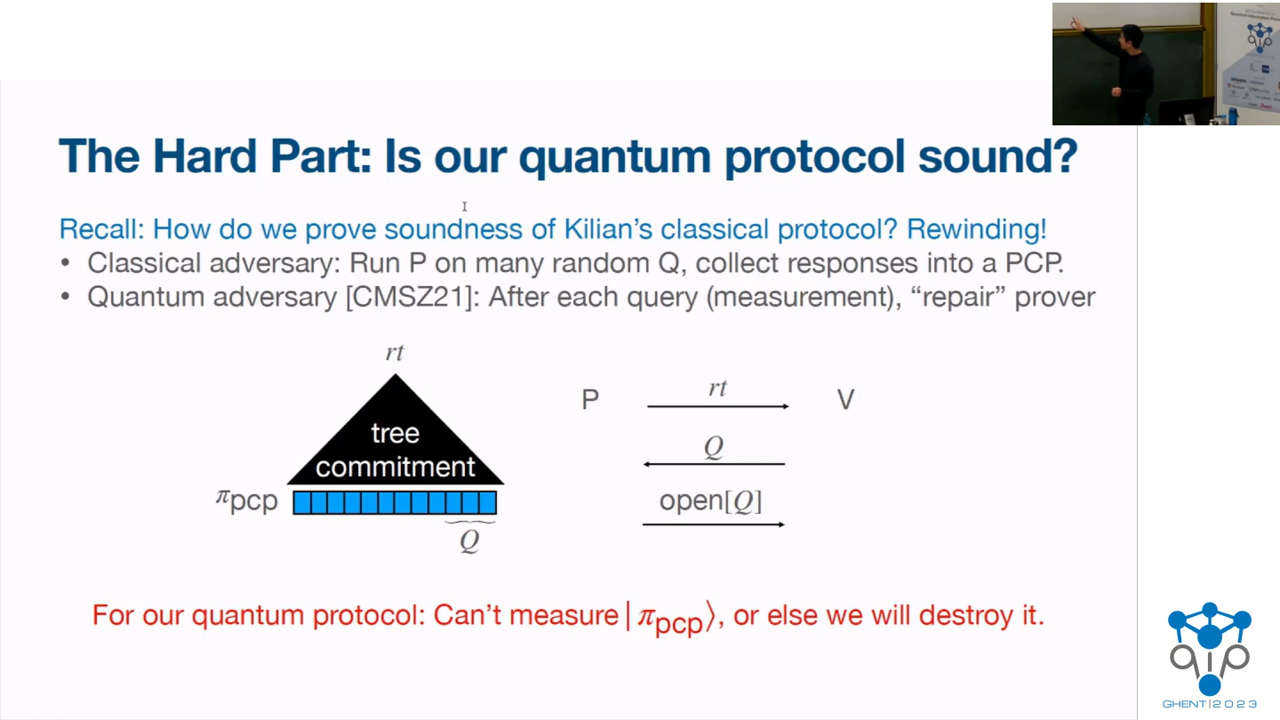 The Hard Part: Is our quantum protocol sound?
Recall: How do we prove soundness of Kilian's classical protocol? Rewinding!
• Classical adversary: Run P on many random Q, collect responses into a PCP.
• Quantum adversary [CMSZ21]: After each query (measurement), “repair” prover
rt
tree
commitment
πpcp
Q
P rt V
Q
open[Q]
For our quantum protocol: Can't measure |πpcp⟩, or else we will destroy it.
qip
GHENT|2023